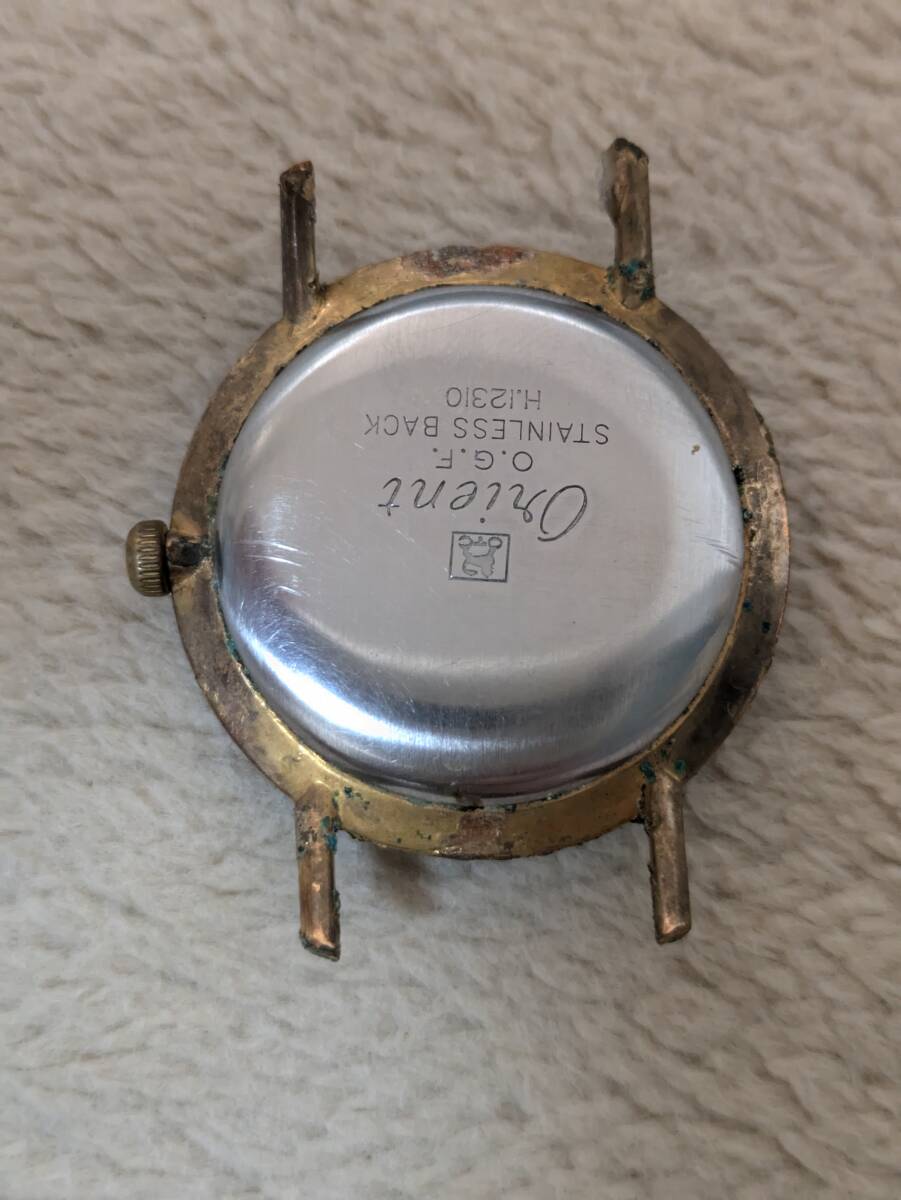 Orient
O.G.F.
STAINLESS BACK
H.12310